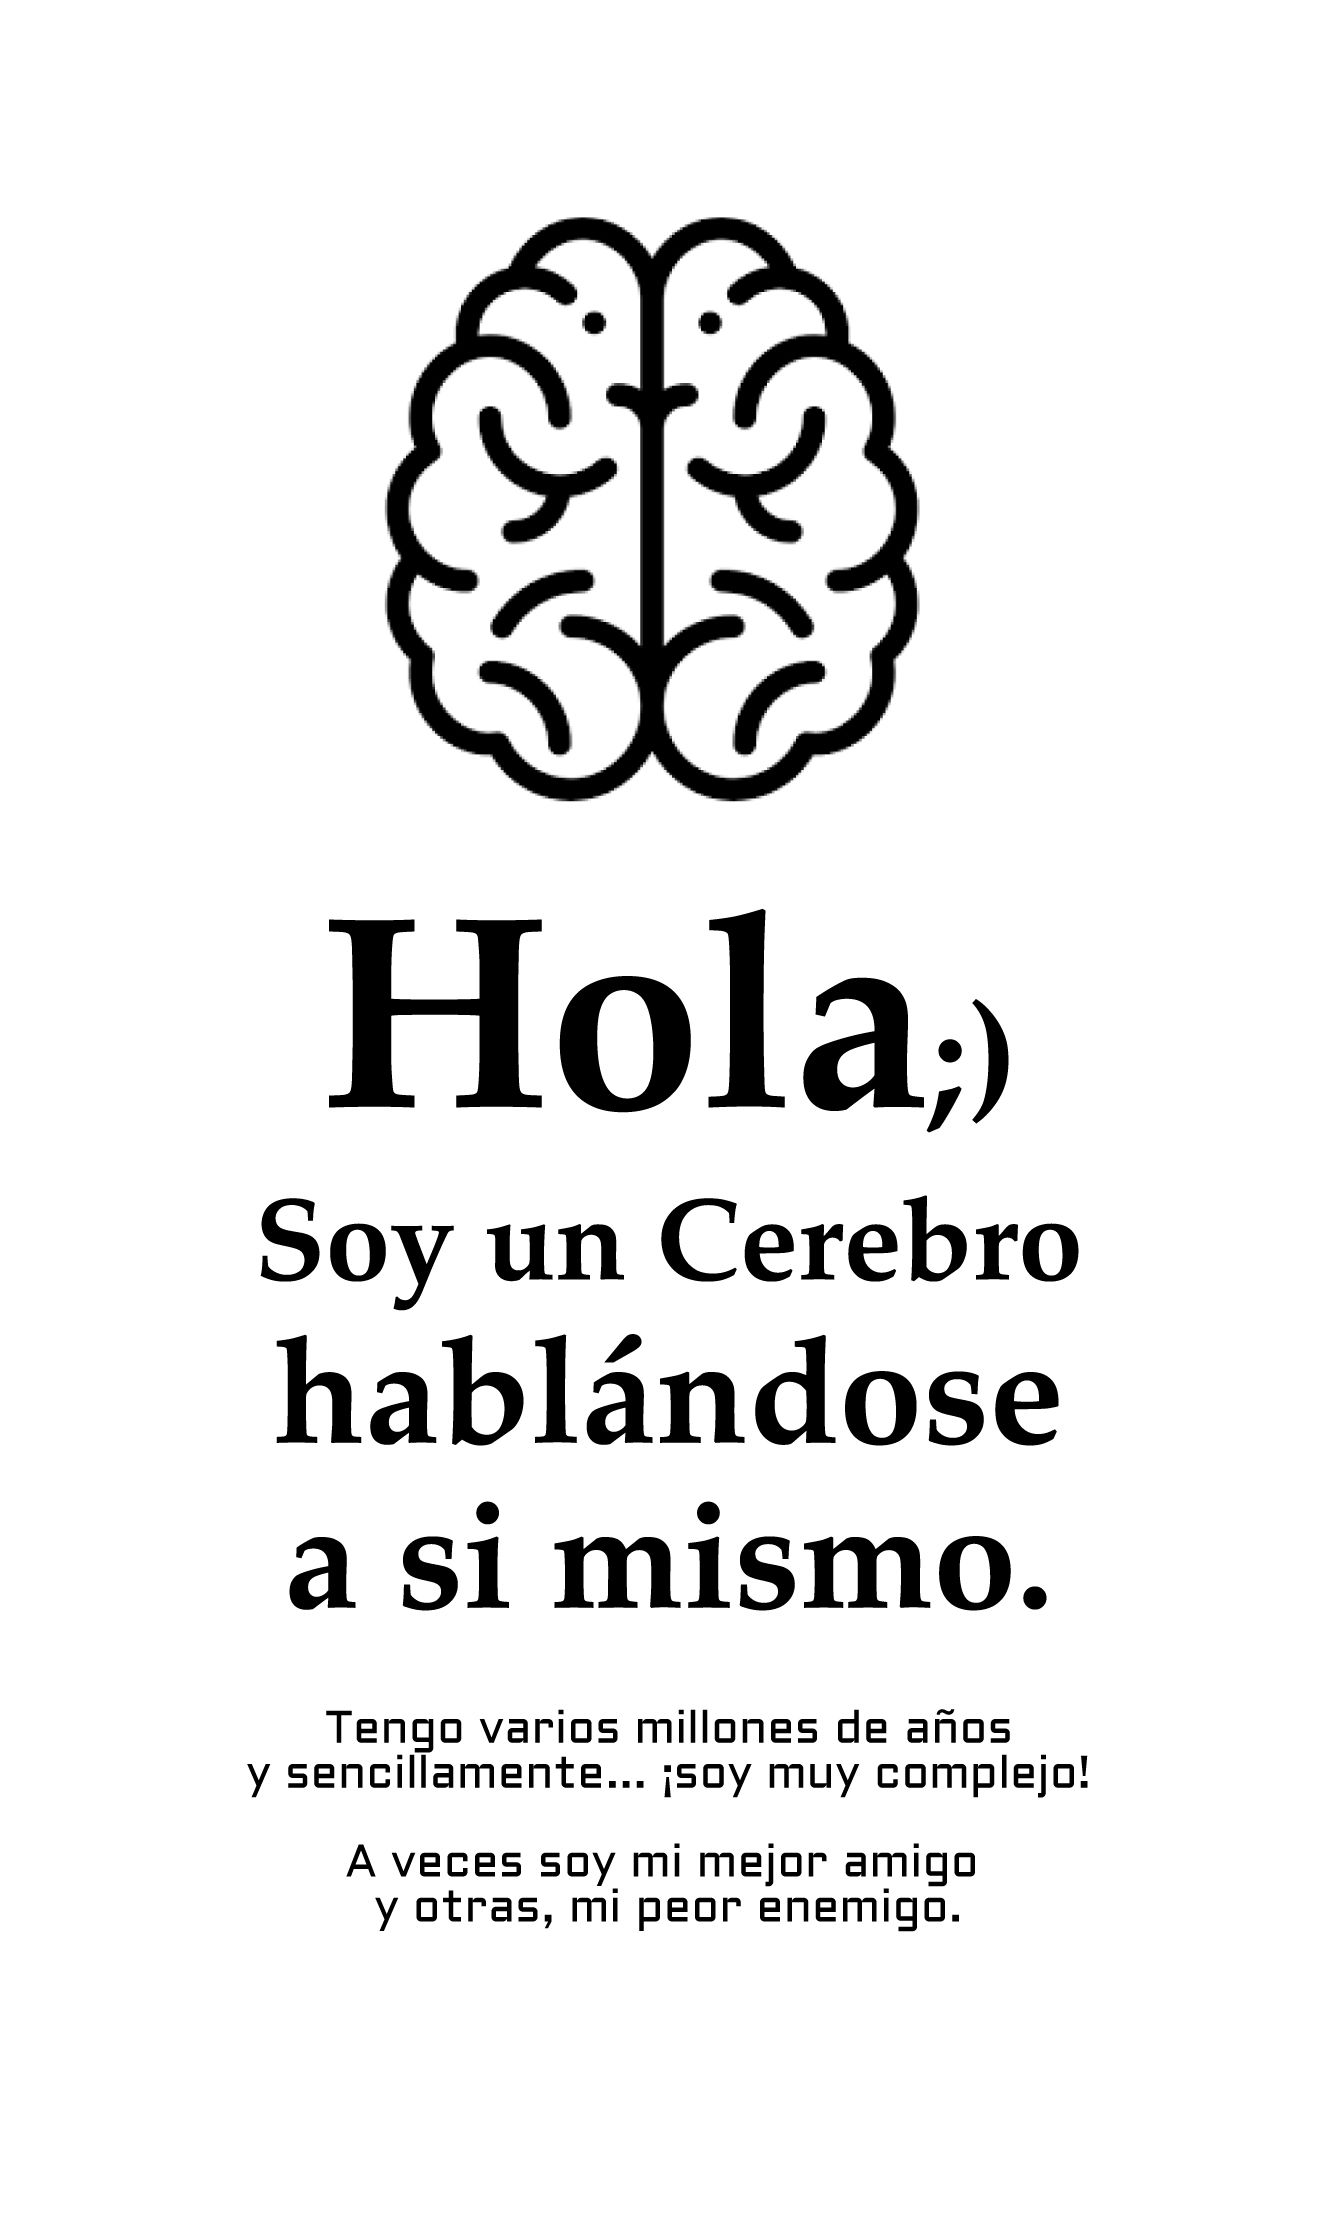 Hola;)
Soy un Cerebro
hablándose
a si mismo.
Tengo varios millones de años
y sencillamente... ¡soy muy complejo!
A veces soy mi mejor amigo
y otras, mi peor enemigo.